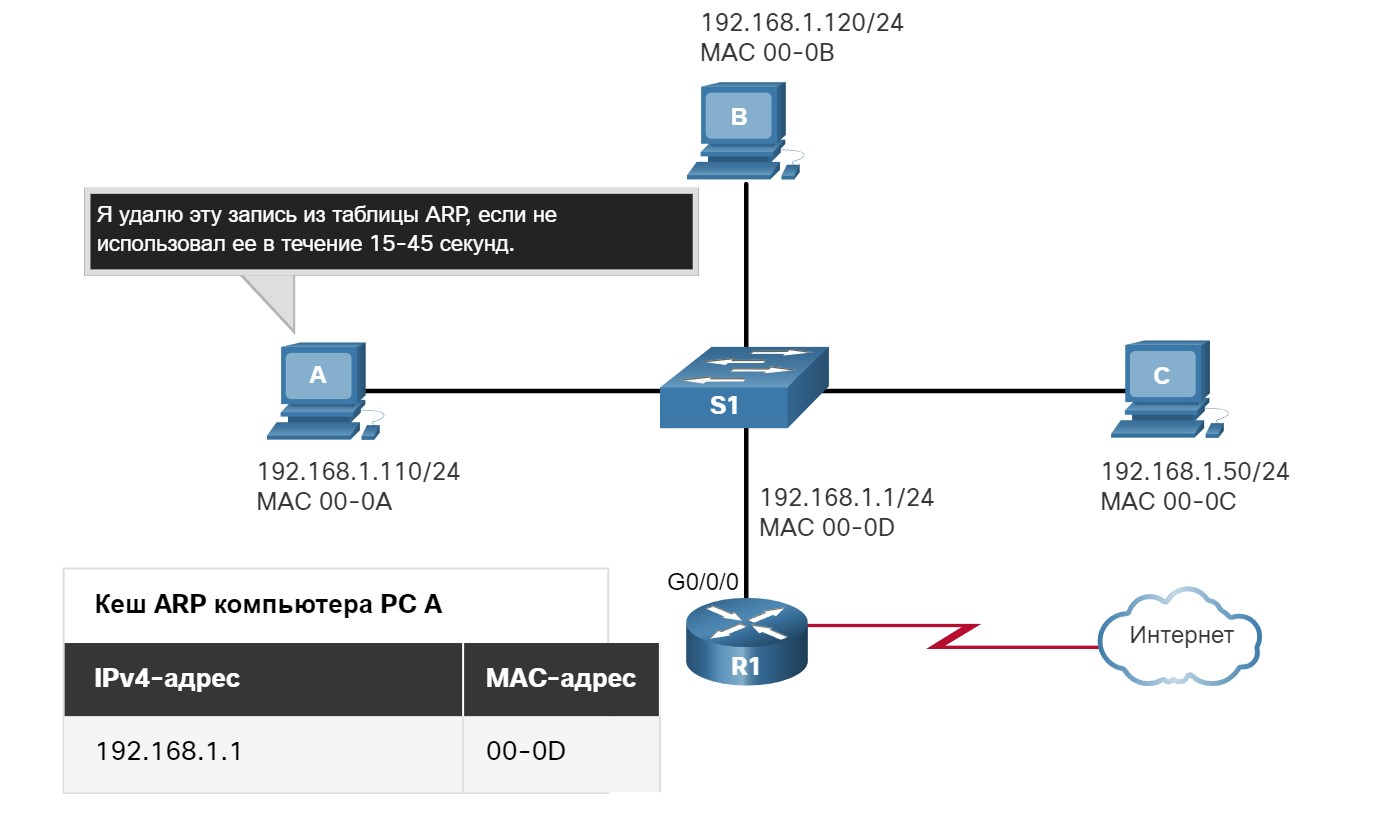 192.168.1.120/24
MAC 00-0B
B
Я удалю эту запись из таблицы ARP, если не
использовал ее в течение 15-45 секунд.
A
S1
C
192.168.1.110/24
MAC 00-0A
192.168.1.1/24
MAC 00-0D
192.168.1.50/24
MAC 00-0C
G0/0/0
R1
Интернет
Кеш ARP компьютера PC A
IPv4-адрес MAC-адрес
192.168.1.1 00-0D